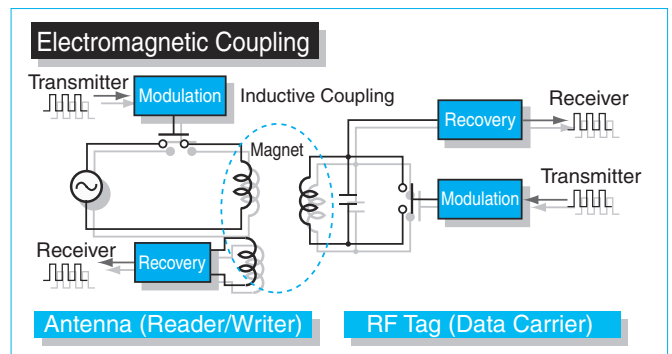 Electromagnetic Coupling
Transmitter
Modulation
Inductive Coupling
Receiver
Recovery
Magnet
Modulation
Transmitter
Receiver
Recovery
Antenna (Reader/Writer)
RF Tag (Data Carrier)